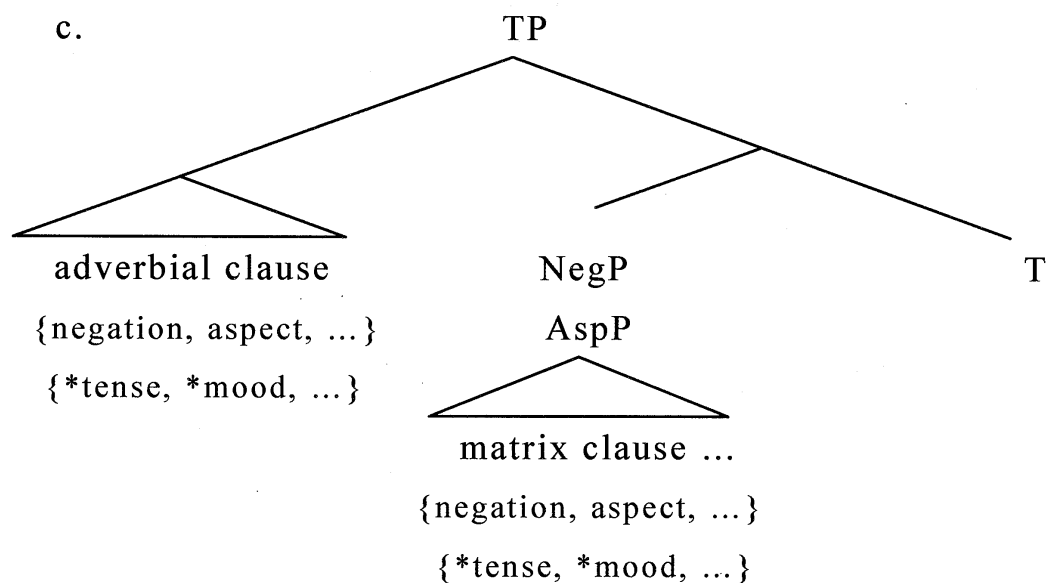 c.
TP
adverbial clause
NegP
T
{negation, aspect, ...}
AspP
{*tense, *mood, ...}
matrix clause ...
{negation, aspect, ...}
{*tense, *mood, ...}